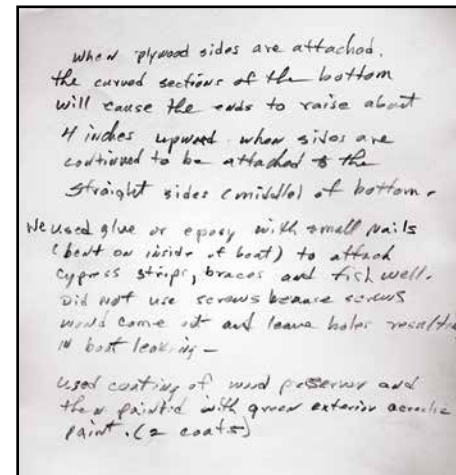 when plywood sides are attached.
the curved sections of the bottom
will cause the ends to raise about
4 inches upward when sides are
continued to be attached to the
straight sides (middle) of bottom.
We used glue or epoxy with small nails
(bent on inside of boat) to attach
cypress strips, braces and fish well.
Did not use screws because screws
would come out and leave holes resulting
in boat leaking -
used coating of wood preserver and
then painted with green exterior acrylic
paint. (2 coats)